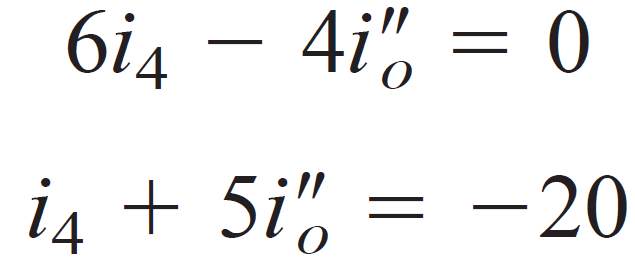 6i₄ − 4i″ₒ = 0
i₄ + 5i″ₒ = −20